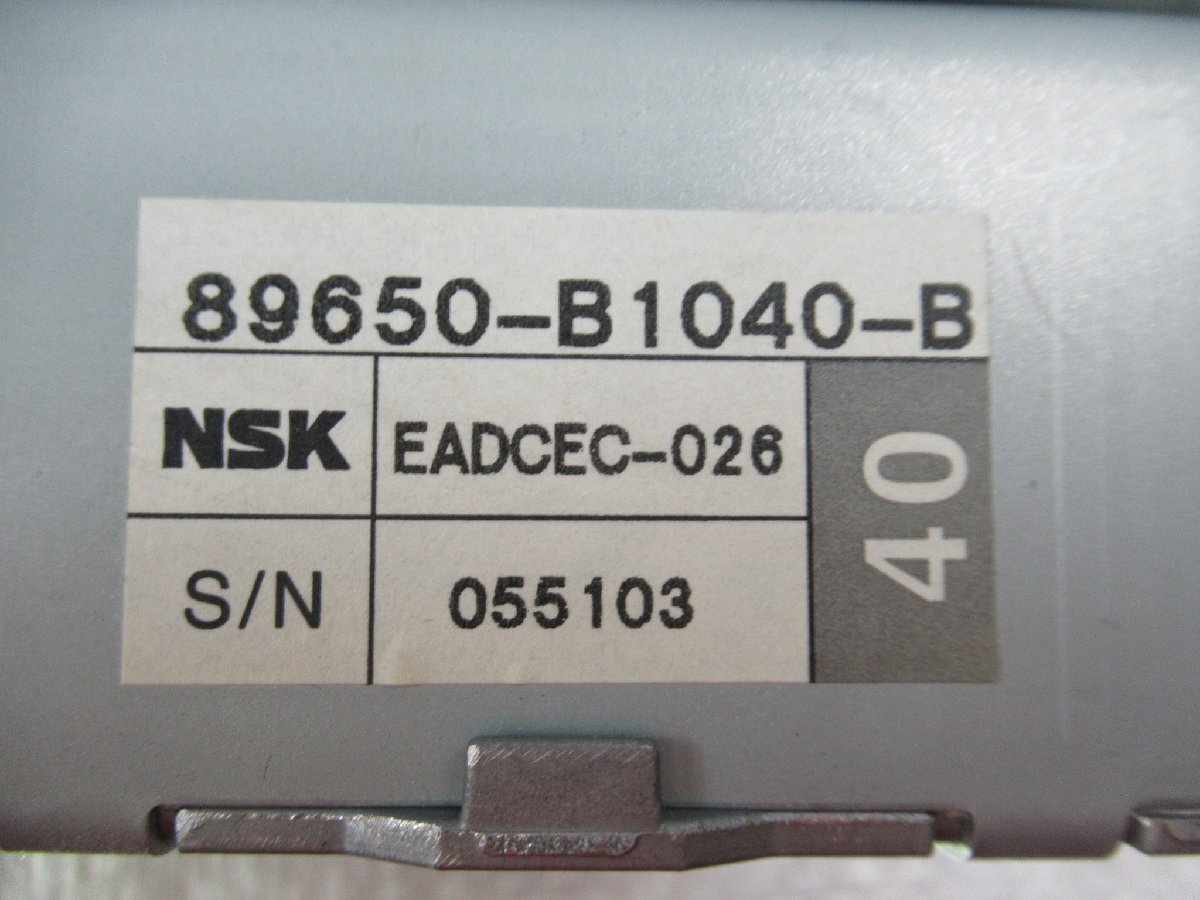 89650-B1040-B
NSK
EADCEC-026
S/N
055103
40